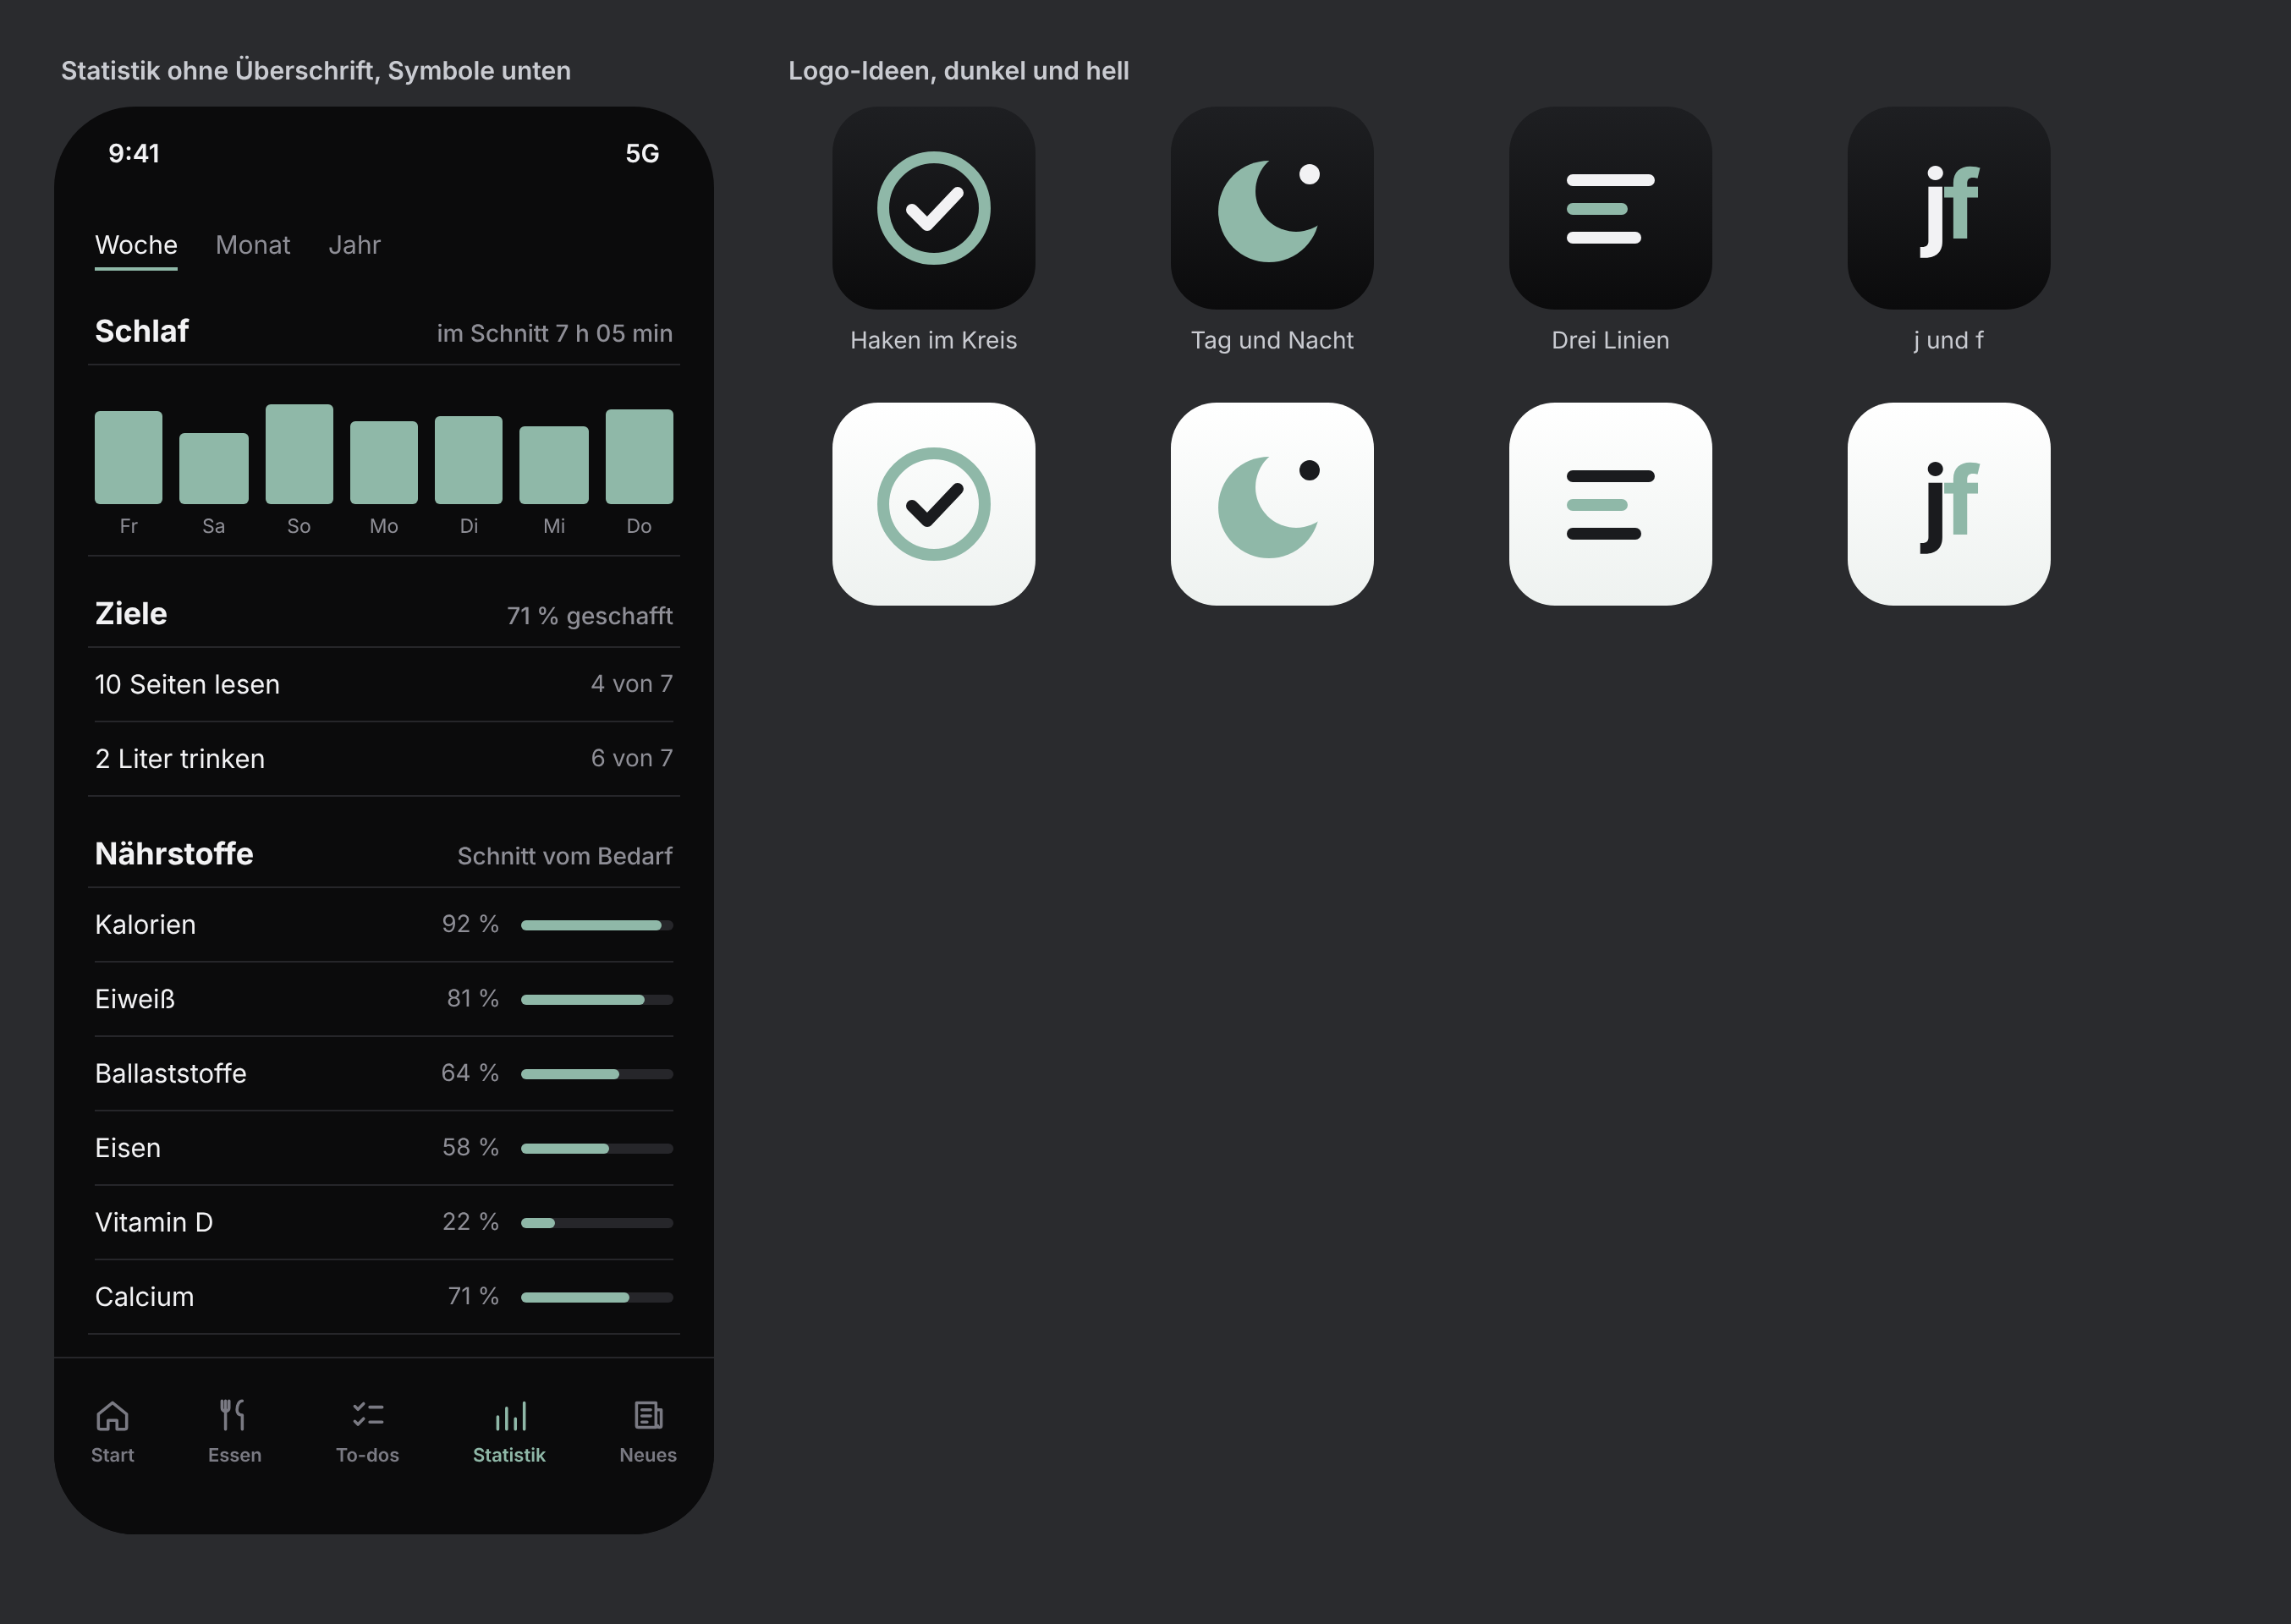 Statistik ohne Überschrift, Symbole unten
9:41 5G
Woche Monat Jahr
Schlaf im Schnitt 7 h 05 min
Fr Sa So Mo Di Mi Do
Ziele 71 % geschafft
10 Seiten lesen 4 von 7
2 Liter trinken 6 von 7
Nährstoffe Schnitt vom Bedarf
Kalorien 92 %
Eiweiß 81 %
Ballaststoffe 64 %
Eisen 58 %
Vitamin D 22 %
Calcium 71 %
Start Essen To-dos Statistik Neues
Logo-Ideen, dunkel und hell
jf
Haken im Kreis Tag und Nacht Drei Linien j und f
jf